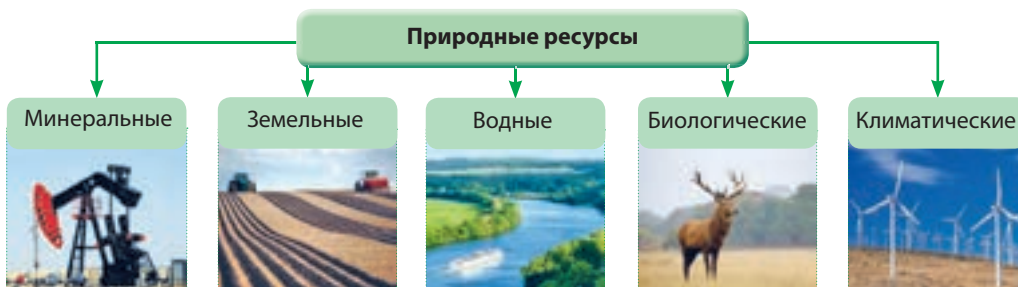 Природные ресурсы
Минеральные
Земельные
Водные
Биологические
Климатические